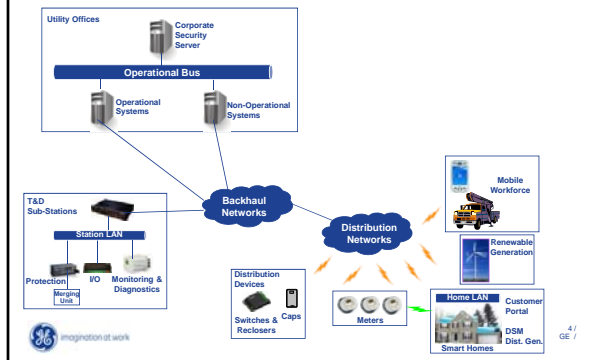 Utility Offices
Corporate
Security
Server
Operational Bus
Operational
Systems
Non-Operational
Systems
T&D
Sub-Stations
Station LAN
Protection
I/O
Monitoring &
Diagnostics
Merging
Unit
Backhaul
Networks
Distribution
Networks
Mobile
Workforce
Renewable
Generation
Distribution
Devices
Switches &
Reclosers
Caps
Meters
Home LAN
Customer
Portal
DSM
Dist. Gen.
Smart Homes
imagination at work
4 /
GE /